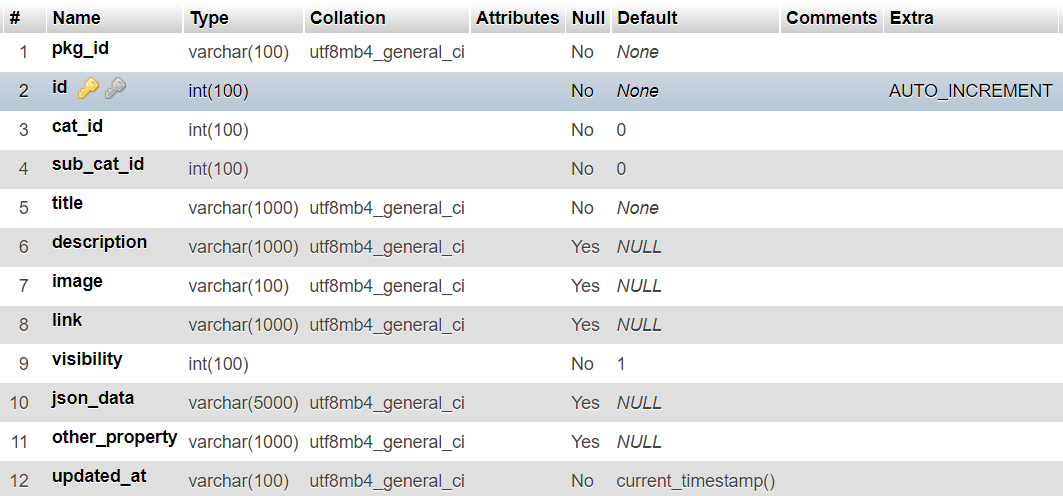 # Name Type Collation Attributes Null Default Comments Extra
1 pkg_id varchar(100) utf8mb4_general_ci No None
2 id int(100) No None AUTO_INCREMENT
3 cat_id int(100) No 0
4 sub_cat_id int(100) No 0
5 title varchar(1000) utf8mb4_general_ci No None
6 description varchar(1000) utf8mb4_general_ci Yes NULL
7 image varchar(100) utf8mb4_general_ci Yes NULL
8 link varchar(1000) utf8mb4_general_ci Yes NULL
9 visibility int(100) No 1
10 json_data varchar(5000) utf8mb4_general_ci Yes NULL
11 other_property varchar(1000) utf8mb4_general_ci Yes NULL
12 updated_at varchar(100) utf8mb4_general_ci No current_timestamp()